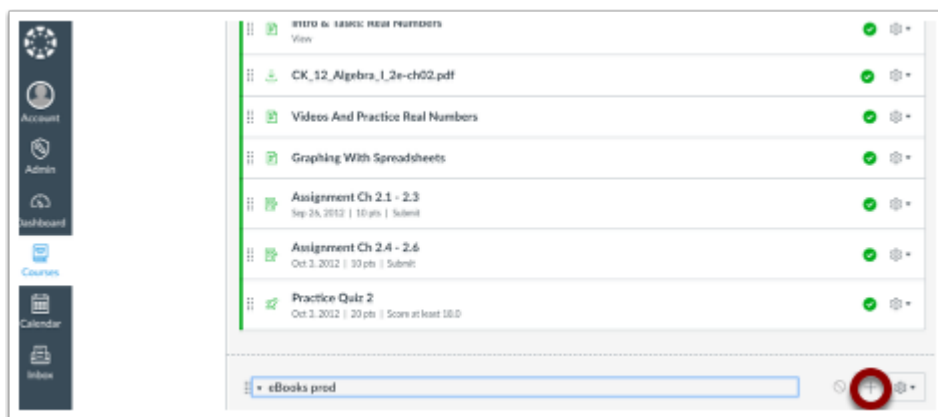 Intro & Tasks: Real Numbers
View
CK_12_Algebra_I_2e-ch02.pdf
Account
Videos And Practice Real Numbers
Admin
Graphing With Spreadsheets
Assignment Ch 2.1 - 2.3
Sep 26, 2012 | 10 pts | Submit
Dashboard
Assignment Ch 2.4 - 2.6
Oct 3, 2012 | 10 pts | Submit
Courses
Practice Quiz 2
Oct 3, 2012 | 20 pts | Score at least 18.0
Calendar
Inbox
eBooks prod